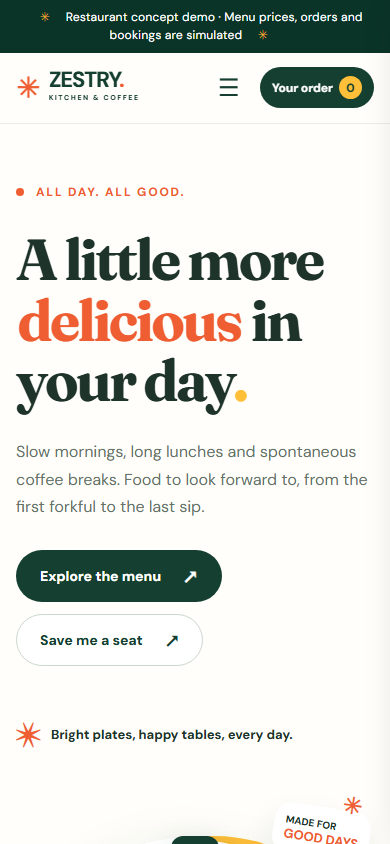 ✳ Restaurant concept demo · Menu prices, orders and
bookings are simulated ✳
ZESTRY.
KITCHEN & COFFEE
Your order 0
ALL DAY. ALL GOOD.
A little more
delicious in
your day.
Slow mornings, long lunches and spontaneous
coffee breaks. Food to look forward to, from the
first forkful to the last sip.
Explore the menu ↗
Save me a seat ↗
Bright plates, happy tables, every day.
MADE FOR
GOOD DAYS